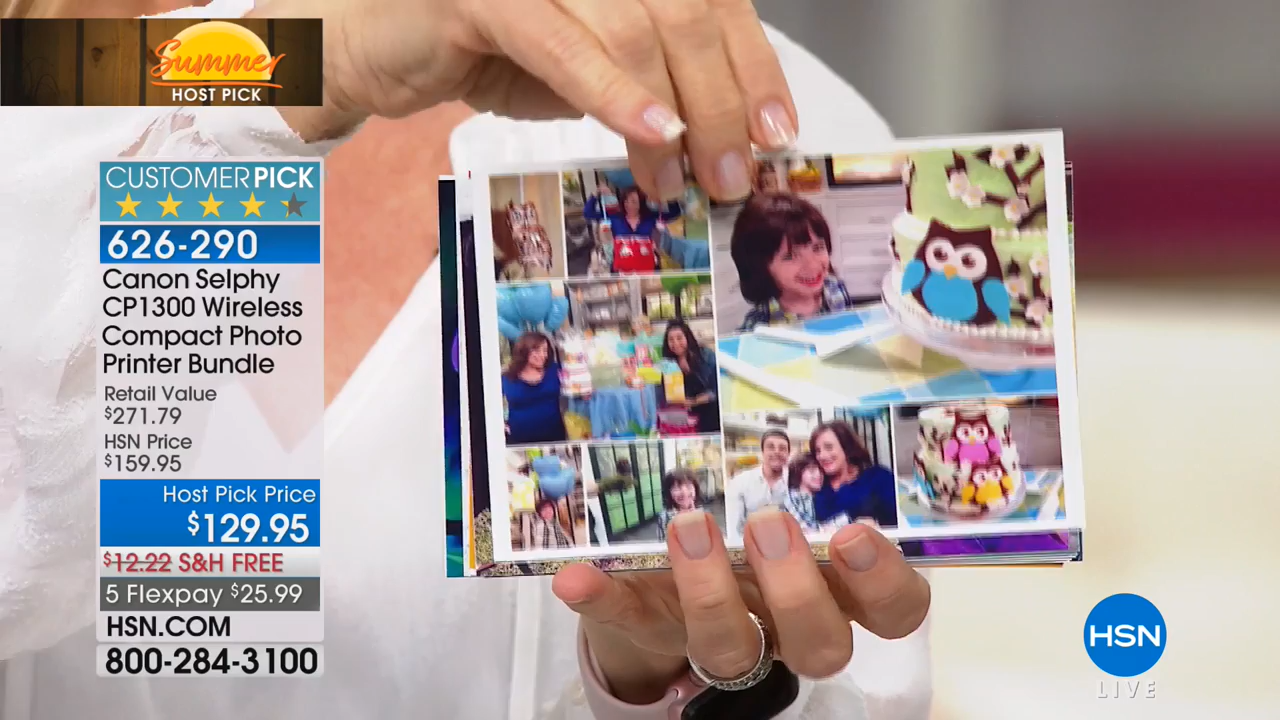 Summer
HOST PICK
CUSTOMER PICK
626-290
Canon Selphy
CP1300 Wireless
Compact Photo
Printer Bundle
Retail Value
$271.79
HSN Price
$159.95
Host Pick Price
$129.95
$12.22 S&H FREE
5 Flexpay $25.99
HSN.COM
800-284-3100
HSN
LIVE